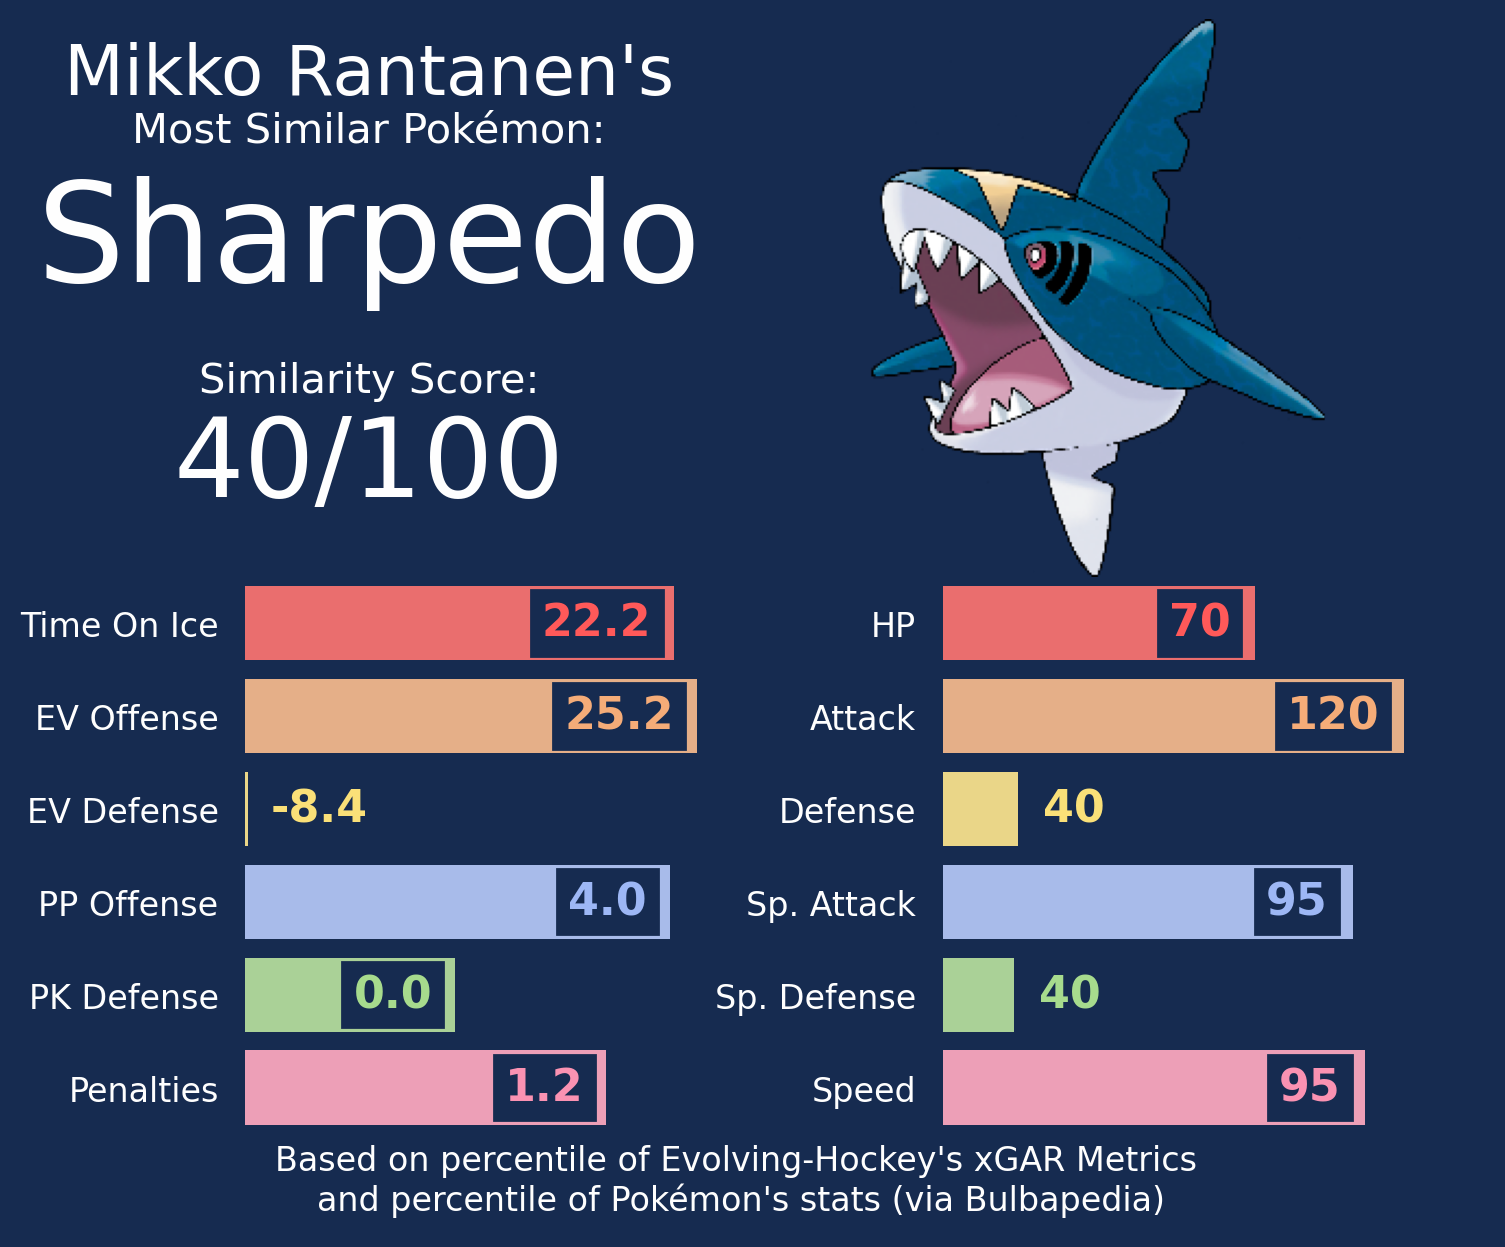 Mikko Rantanen's
Most Similar Pokémon:
Sharpedo
Similarity Score:
40/100
Time On Ice 22.2
EV Offense 25.2
EV Defense -8.4
PP Offense 4.0
PK Defense 0.0
Penalties 1.2
HP 70
Attack 120
Defense 40
Sp. Attack 95
Sp. Defense 40
Speed 95
Based on percentile of Evolving-Hockey's xGAR Metrics
and percentile of Pokémon's stats (via Bulbapedia)